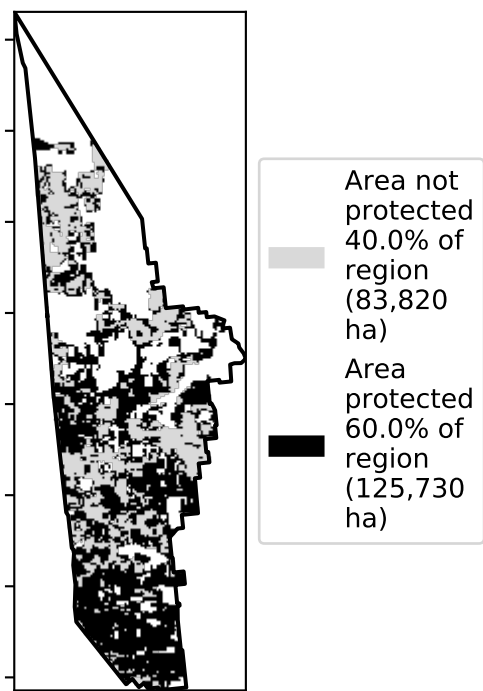 Area not
protected
40.0% of
region
(83,820
ha)
Area
protected
60.0% of
region
(125,730
ha)